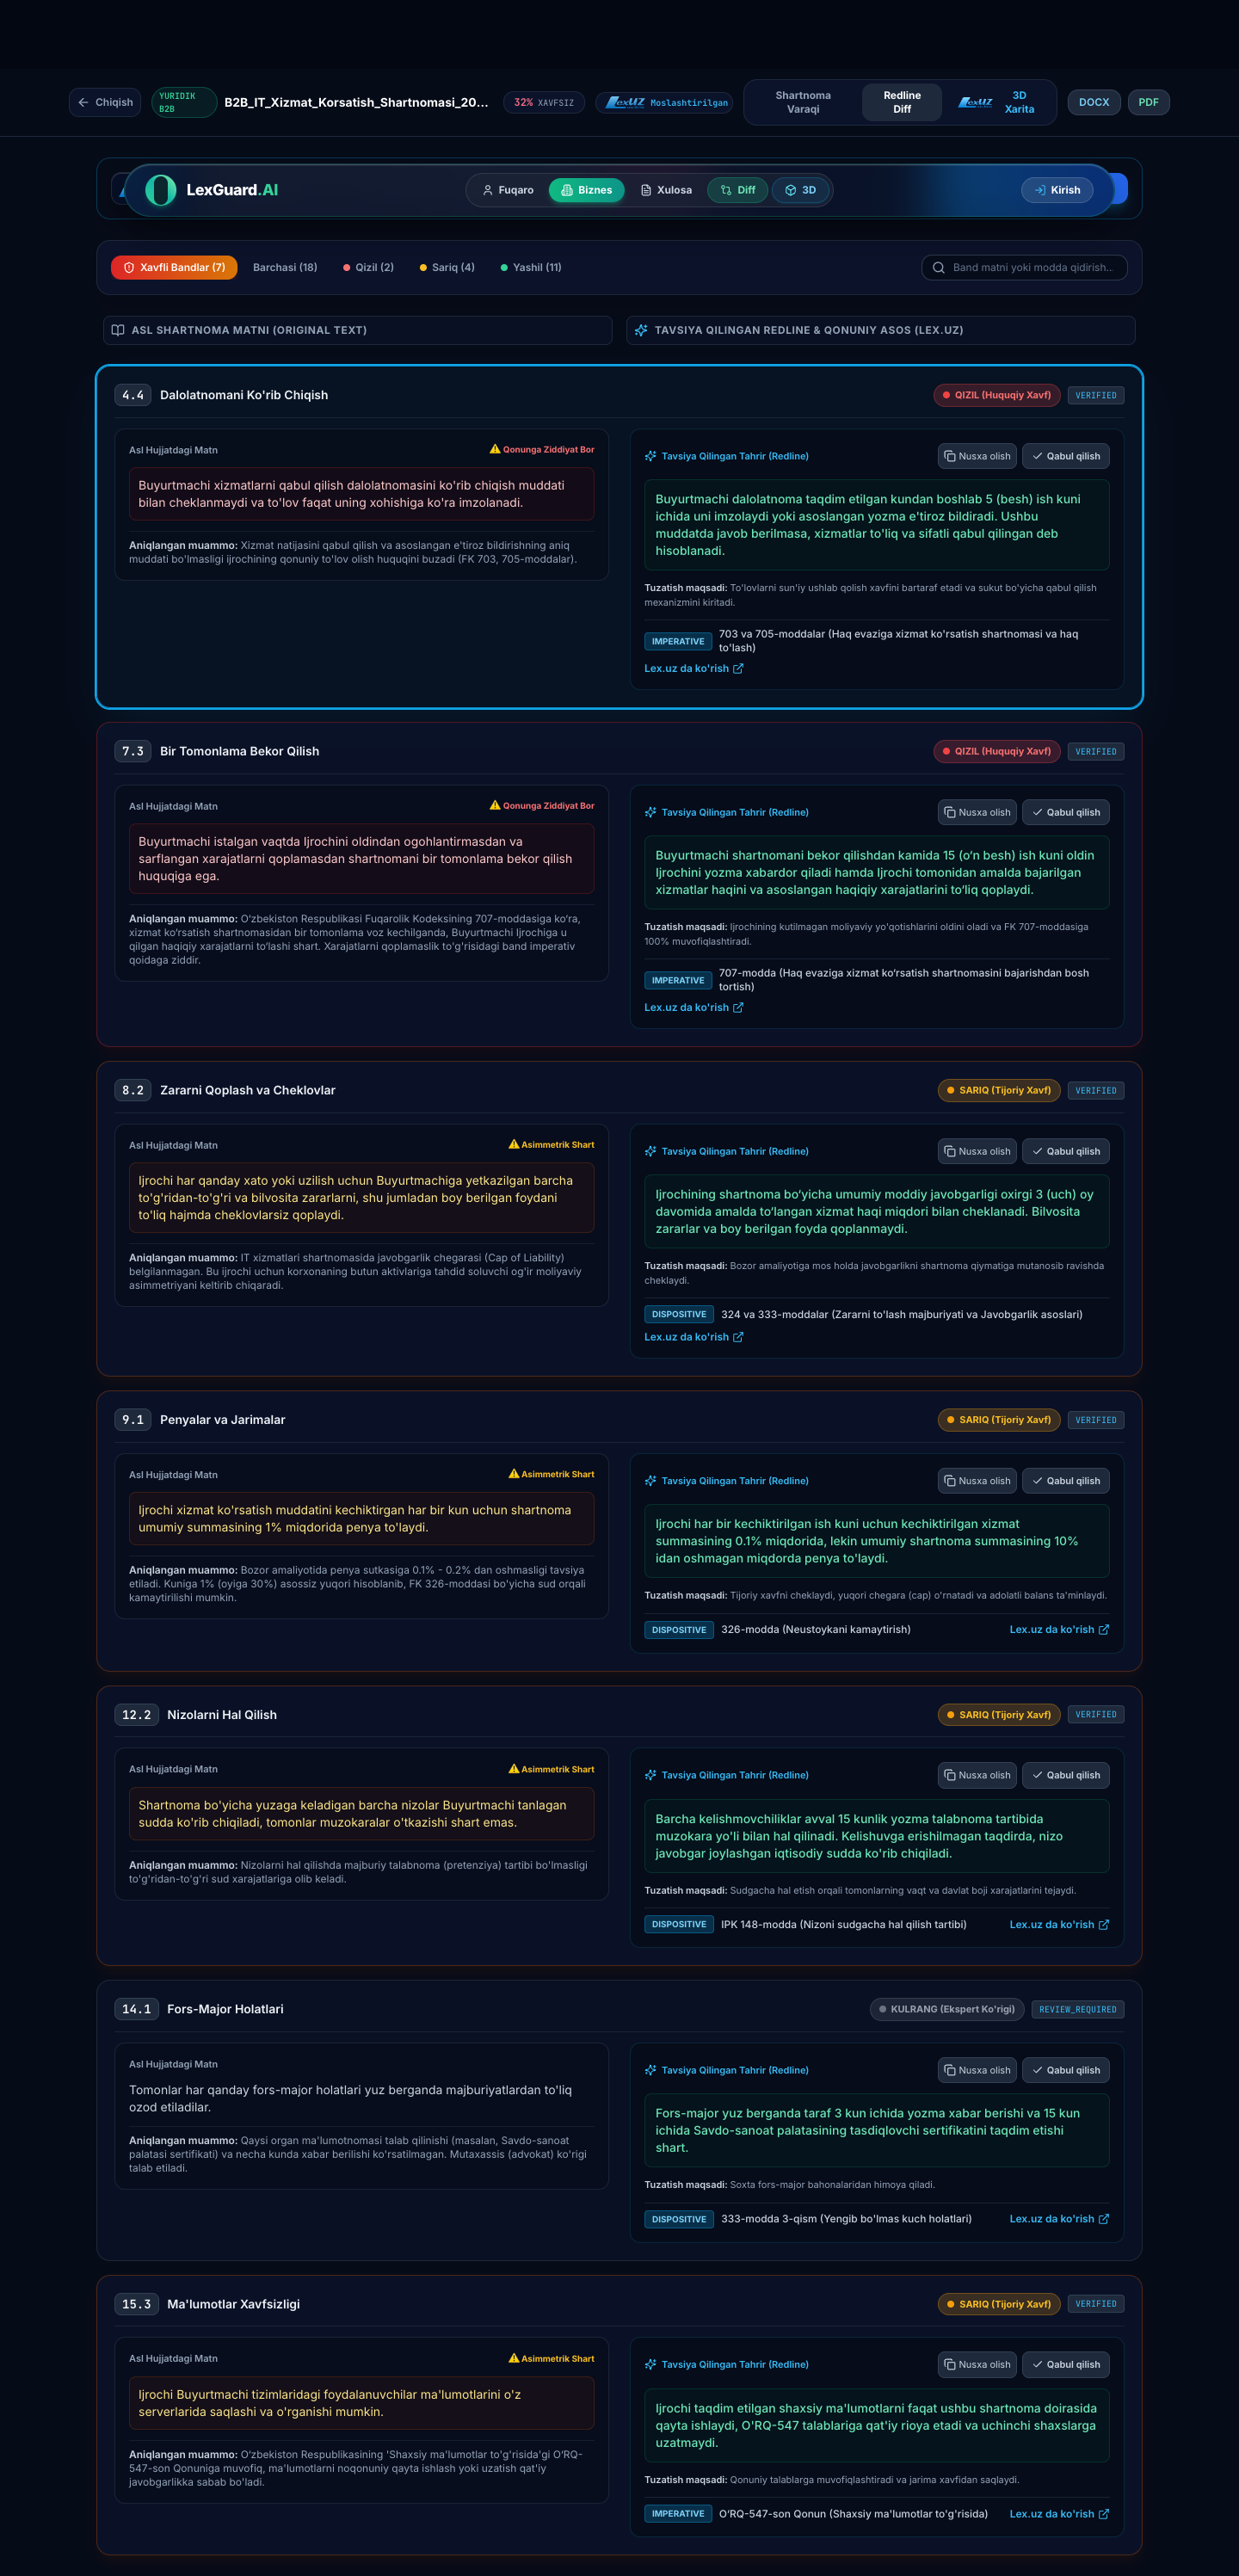 Chiqish
YURIDIK
B2B
B2B_IT_Xizmat_Korsatish_Shartnomasi_20...
32% XAVFSIZ
LexUZ Moslashtirilgan
Shartnoma
Varaqi
Redline
Diff
LexUZ
3D
Xarita
DOCX
PDF
LexGuard.AI
Fuqaro
Biznes
Xulosa
Diff
3D
Kirish
Xavfli Bandlar (7)
Barchasi (18)
Qizil (2)
Sariq (4)
Yashil (11)
Band matni yoki modda qidirish...
ASL SHARTNOMA MATNI (ORIGINAL TEXT)
TAVSIYA QILINGAN REDLINE & QONUNIY ASOS (LEX.UZ)
4.4 Dalolatnomani Ko'rib Chiqish
QIZIL (Huquqiy Xavf)
VERIFIED
Asl Hujjatdagi Matn
Qonunga Ziddiyat Bor
Buyurtmachi xizmatlarni qabul qilish dalolatnomasini ko'rib chiqish muddati
bilan cheklanmaydi va to'lov faqat uning xohishiga ko'ra imzolanadi.
Aniqlangan muammo: Xizmat natijasini qabul qilish va asoslangan e'tiroz bildirishning aniq
muddati bo'lmasligi ijrochining qonuniy to'lov olish huquqini buzadi (FK 703, 705-moddalar).
Tavsiya Qilingan Tahrir (Redline)
Nusxa olish
Qabul qilish
Buyurtmachi dalolatnoma taqdim etilgan kundan boshlab 5 (besh) ish kuni
ichida uni imzolaydi yoki asoslangan yozma e'tiroz bildiradi. Ushbu
muddatda javob berilmasa, xizmatlar to'liq va sifatli qabul qilingan deb
hisoblanadi.
Tuzatish maqsadi: To'lovlarni sun'iy ushlab qolish xavfini bartaraf etadi va sukut bo'yicha qabul qilish
mexanizmini kiritadi.
IMPERATIVE
703 va 705-moddalar (Haq evaziga xizmat ko'rsatish shartnomasi va haq
to'lash)
Lex.uz da ko'rish
7.3 Bir Tomonlama Bekor Qilish
QIZIL (Huquqiy Xavf)
VERIFIED
Asl Hujjatdagi Matn
Qonunga Ziddiyat Bor
Buyurtmachi istalgan vaqtda Ijrochini oldindan ogohlantirmasdan va
sarflangan xarajatlarni qoplamasdan shartnomani bir tomonlama bekor qilish
huquqiga ega.
Aniqlangan muammo: O'zbekiston Respublikasi Fuqarolik Kodeksining 707-moddasiga ko'ra,
xizmat ko'rsatish shartnomasidan bir tomonlama voz kechilganda, Buyurtmachi Ijrochiga u
qilgan haqiqiy xarajatlarni to'lashi shart. Xarajatlarni qoplamaslik to'g'risidagi band imperativ
qoidaga ziddir.
Tavsiya Qilingan Tahrir (Redline)
Nusxa olish
Qabul qilish
Buyurtmachi shartnomani bekor qilishdan kamida 15 (o'n besh) ish kuni oldin
Ijrochini yozma xabardor qiladi hamda Ijrochi tomonidan amalda bajarilgan
xizmatlar haqini va asoslangan haqiqiy xarajatlarini to'liq qoplaydi.
Tuzatish maqsadi: Ijrochining kutilmagan moliyaviy yo'qotishlarini oldini oladi va FK 707-moddasiga
100% muvofiqlashtiradi.
IMPERATIVE
707-modda (Haq evaziga xizmat ko'rsatish shartnomasini bajarishdan bosh
tortish)
Lex.uz da ko'rish
8.2 Zararni Qoplash va Cheklovlar
SARIQ (Tijoriy Xavf)
VERIFIED
Asl Hujjatdagi Matn
Asimmetrik Shart
Ijrochi har qanday xato yoki uzilish uchun Buyurtmachiga yetkazilgan barcha
to'g'ridan-to'g'ri va bilvosita zararlarni, shu jumladan boy berilgan foydani
to'liq hajmda cheklovlarsiz qoplaydi.
Aniqlangan muammo: IT xizmatlari shartnomasida javobgarlik chegarasi (Cap of Liability)
belgilanmagan. Bu ijrochi uchun korxonaning butun aktivlariga tahdid soluvchi og'ir moliyaviy
asimmetriyani keltirib chiqaradi.
Tavsiya Qilingan Tahrir (Redline)
Nusxa olish
Qabul qilish
Ijrochining shartnoma bo'yicha umumiy moddiy javobgarligi oxirgi 3 (uch) oy
davomida amalda to'langan xizmat haqi miqdori bilan cheklanadi. Bilvosita
zararlar va boy berilgan foyda qoplanmaydi.
Tuzatish maqsadi: Bozor amaliyotiga mos holda javobgarlikni shartnoma qiymatiga mutanosib ravishda
cheklaydi.
DISPOSITIVE
324 va 333-moddalar (Zararni to'lash majburiyati va Javobgarlik asoslari)
Lex.uz da ko'rish
9.1 Penyalar va Jarimalar
SARIQ (Tijoriy Xavf)
VERIFIED
Asl Hujjatdagi Matn
Asimmetrik Shart
Ijrochi xizmat ko'rsatish muddatini kechiktirgan har bir kun uchun shartnoma
umumiy summasining 1% miqdorida penya to'laydi.
Aniqlangan muammo: Bozor amaliyotida penya sutkasiga 0.1% - 0.2% dan oshmasligi tavsiya
etiladi. Kuniga 1% (oyiga 30%) asossiz yuqori hisoblanib, FK 326-moddasi bo'yicha sud orqali
kamaytirilishi mumkin.
Tavsiya Qilingan Tahrir (Redline)
Nusxa olish
Qabul qilish
Ijrochi har bir kechiktirilgan ish kuni uchun kechiktirilgan xizmat
summasining 0.1% miqdorida, lekin umumiy shartnoma summasining 10%
idan oshmagan miqdorda penya to'laydi.
Tuzatish maqsadi: Tijoriy xavfni cheklaydi, yuqori chegara (cap) o'rnatadi va adolatli balans ta'minlaydi.
DISPOSITIVE
326-modda (Neustoykani kamaytirish)
Lex.uz da ko'rish
12.2 Nizolarni Hal Qilish
SARIQ (Tijoriy Xavf)
VERIFIED
Asl Hujjatdagi Matn
Asimmetrik Shart
Shartnoma bo'yicha yuzaga keladigan barcha nizolar Buyurtmachi tanlagan
sudda ko'rib chiqiladi, tomonlar muzokaralar o'tkazishi shart emas.
Aniqlangan muammo: Nizolarni hal qilishda majburiy talabnoma (pretenziya) tartibi bo'lmasligi
to'g'ridan-to'g'ri sud xarajatlariga olib keladi.
Tavsiya Qilingan Tahrir (Redline)
Nusxa olish
Qabul qilish
Barcha kelishmovchiliklar avval 15 kunlik yozma talabnoma tartibida
muzokara yo'li bilan hal qilinadi. Kelishuvga erishilmagan taqdirda, nizo
javobgar joylashgan iqtisodiy sudda ko'rib chiqiladi.
Tuzatish maqsadi: Sudgacha hal etish orqali tomonlarning vaqt va davlat boji xarajatlarini tejaydi.
DISPOSITIVE
IPK 148-modda (Nizoni sudgacha hal qilish tartibi)
Lex.uz da ko'rish
14.1 Fors-Major Holatlari
KULRANG (Ekspert Ko'rigi)
REVIEW_REQUIRED
Asl Hujjatdagi Matn
Tomonlar har qanday fors-major holatlari yuz berganda majburiyatlardan to'liq
ozod etiladilar.
Aniqlangan muammo: Qaysi organ ma'lumotnomasi talab qilinishi (masalan, Savdo-sanoat
palatasi sertifikati) va necha kunda xabar berilishi ko'rsatilmagan. Mutaxassis (advokat) ko'rigi
talab etiladi.
Tavsiya Qilingan Tahrir (Redline)
Nusxa olish
Qabul qilish
Fors-major yuz berganda taraf 3 kun ichida yozma xabar berishi va 15 kun
ichida Savdo-sanoat palatasining tasdiqlovchi sertifikatini taqdim etishi
shart.
Tuzatish maqsadi: Soxta fors-major bahonalaridan himoya qiladi.
DISPOSITIVE
333-modda 3-qism (Yengib bo'lmas kuch holatlari)
Lex.uz da ko'rish
15.3 Ma'lumotlar Xavfsizligi
SARIQ (Tijoriy Xavf)
VERIFIED
Asl Hujjatdagi Matn
Asimmetrik Shart
Ijrochi Buyurtmachi tizimlaridagi foydalanuvchilar ma'lumotlarini o'z
serverlarida saqlashi va o'rganishi mumkin.
Aniqlangan muammo: O'zbekiston Respublikasining 'Shaxsiy ma'lumotlar to'g'risida'gi O'RQ-
547-son Qonuniga muvofiq, ma'lumotlarni noqonuniy qayta ishlash yoki uzatish qat'iy
javobgarlikka sabab bo'ladi.
Tavsiya Qilingan Tahrir (Redline)
Nusxa olish
Qabul qilish
Ijrochi taqdim etilgan shaxsiy ma'lumotlarni faqat ushbu shartnoma doirasida
qayta ishlaydi, O'RQ-547 talablariga qat'iy rioya etadi va uchinchi shaxslarga
uzatmaydi.
Tuzatish maqsadi: Qonuniy talablarga muvofiqlashtiradi va jarima xavfidan saqlaydi.
IMPERATIVE
O'RQ-547-son Qonun (Shaxsiy ma'lumotlar to'g'risida)
Lex.uz da ko'rish